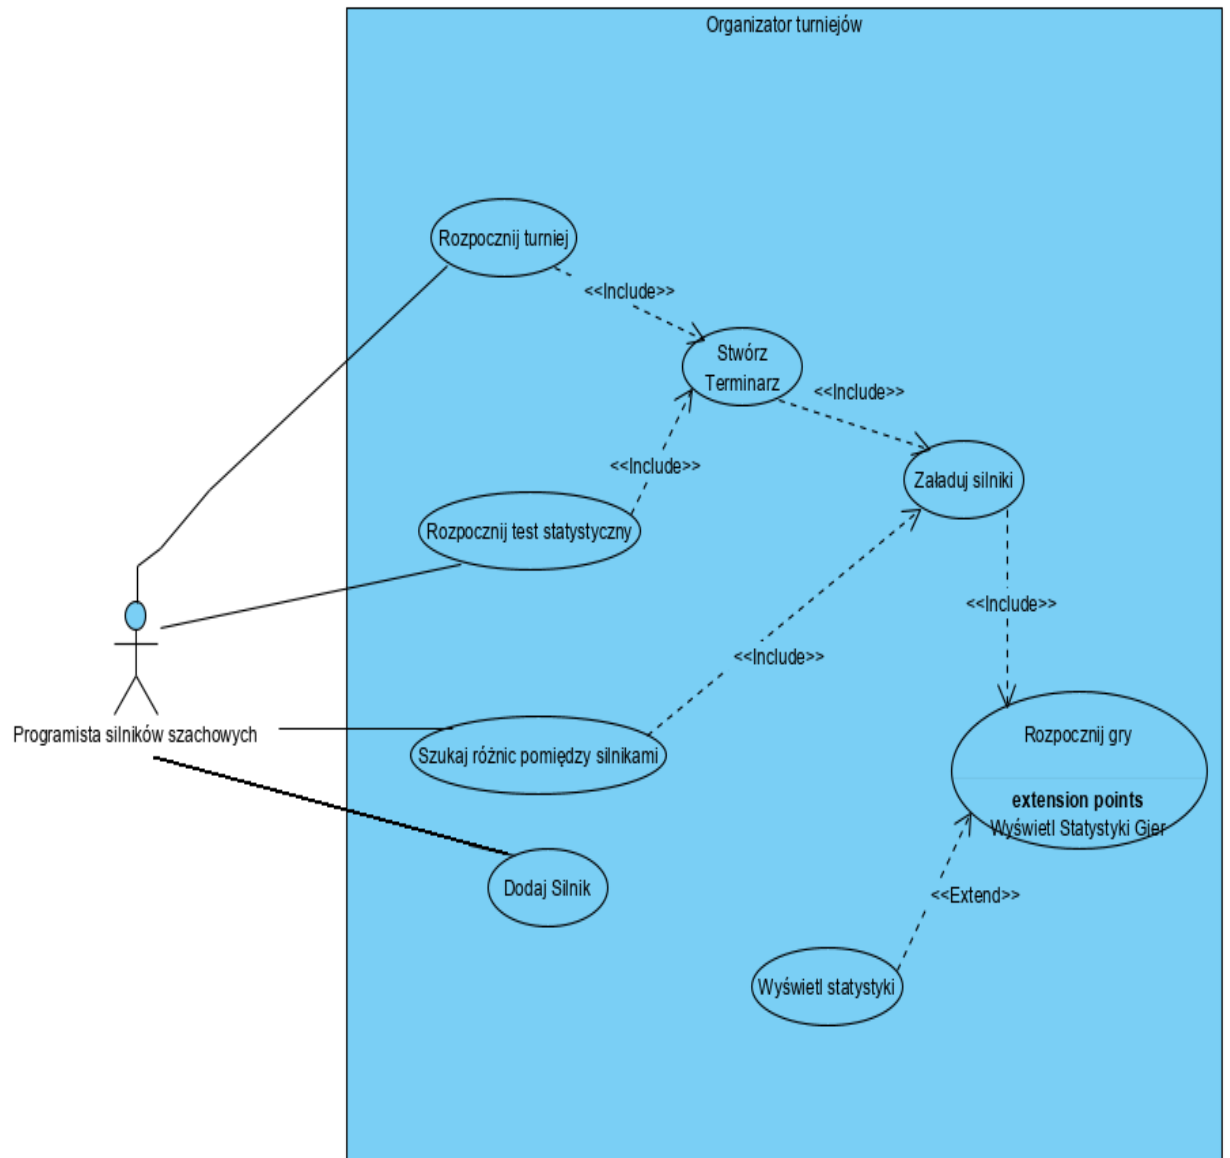 Organizator turniejów
Rozpocznij turniej
<<Include>>
Stwórz
Terminarz
<<Include>>
<<Include>>
Załaduj silniki
Rozpocznij test statystyczny
<<Include>>
<<Include>>
Programista silników szachowych
Szukaj różnic pomiędzy silnikami
Rozpocznij gry
extension points
Wyświetl Statystyki Gier
Dodaj Silnik
<<Extend>>
Wyświetl statystyki